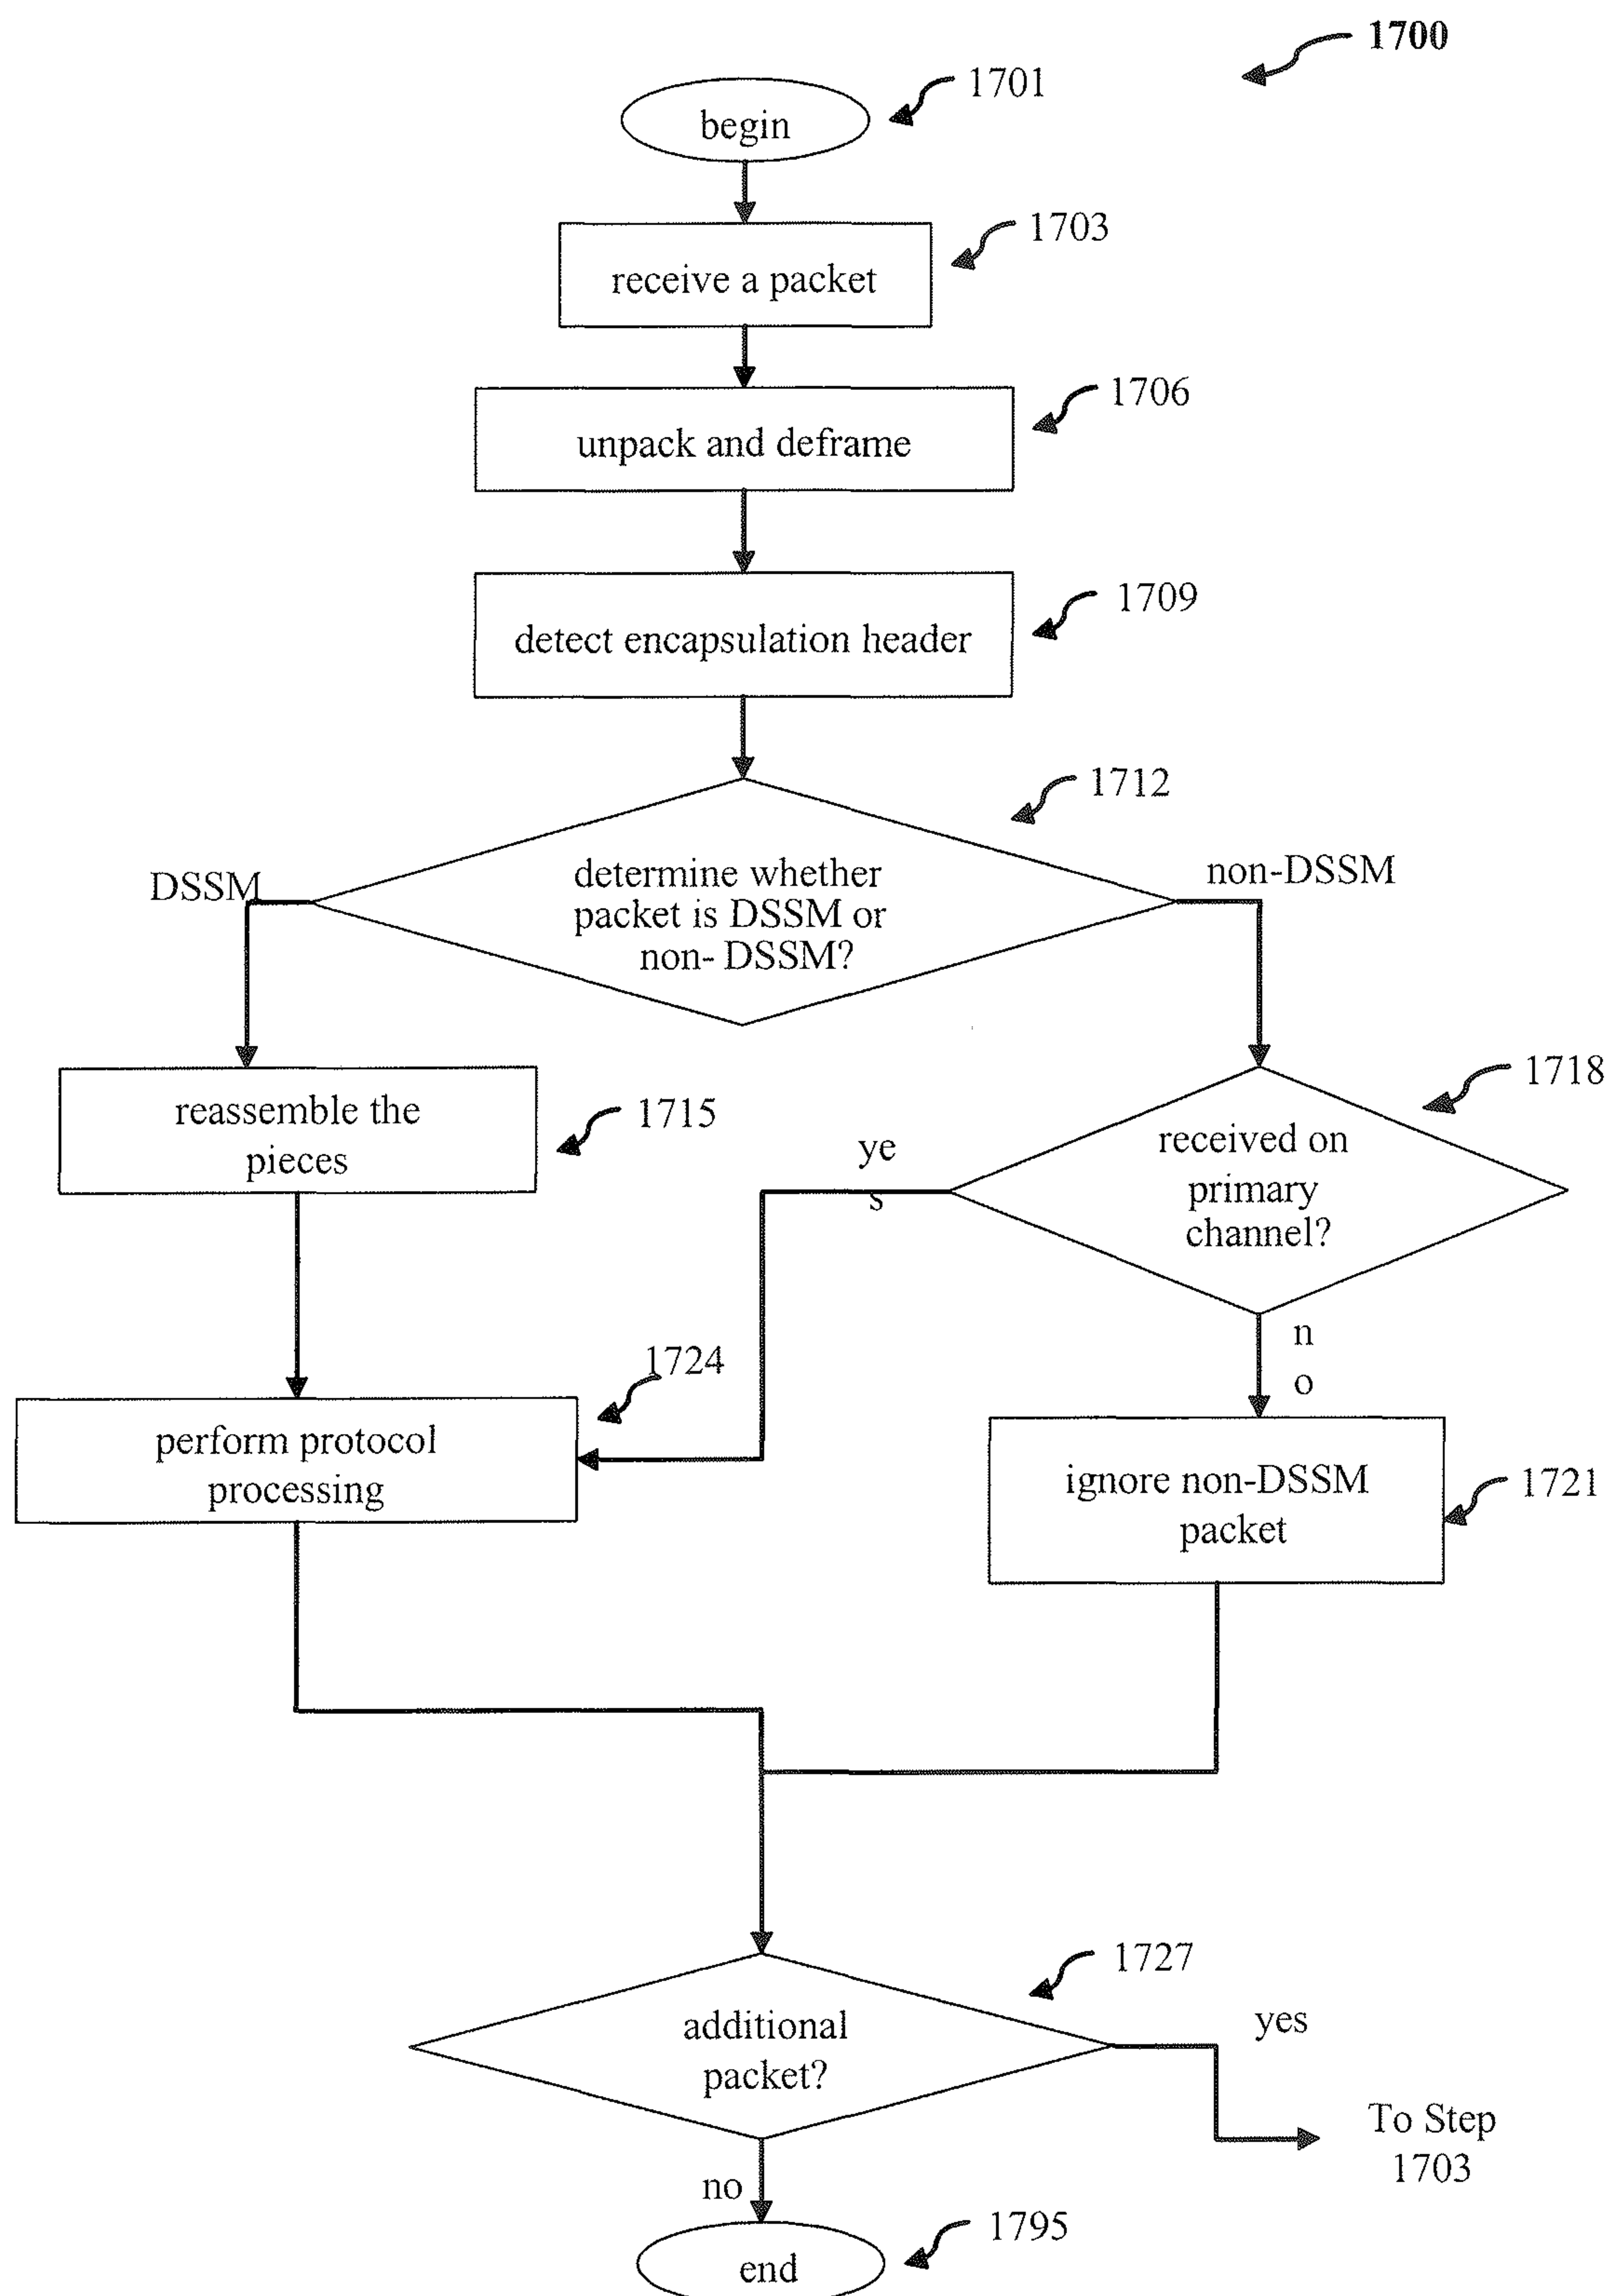 1700
1701
begin
1703
receive a packet
1706
unpack and deframe
1709
detect encapsulation header
1712
DSSM
non-DSSM
determine whether
packet is DSSM or
non- DSSM?
1718
reassemble the
pieces
1715
ye
s
received on
primary
channel?
n
o
1724
perform protocol
processing
ignore non-DSSM
packet
1721
1727
additional
packet?
yes
To Step
1703
no
1795
end